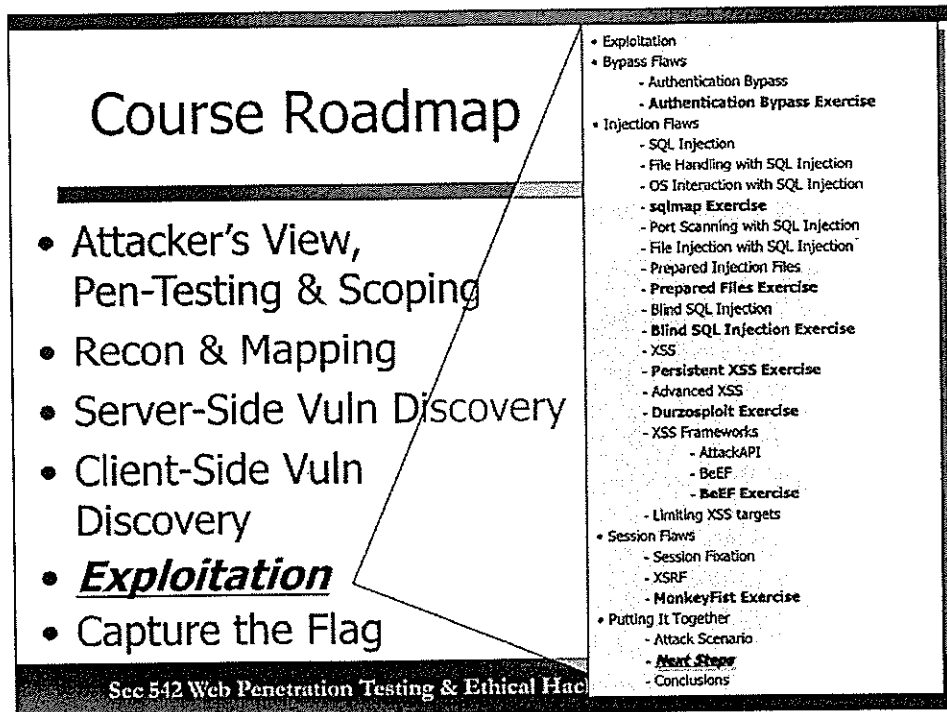 Course Roadmap
• Attacker's View,
Pen-Testing & Scoping
• Recon & Mapping
• Server-Side Vuln Discovery
• Client-Side Vuln
Discovery
• Exploitation
• Capture the Flag
Sec 542 Web Penetration Testing & Ethical Hac
• Exploitation
• Bypass Flaws
- Authentication Bypass
- Authentication Bypass Exercise
• Injection Flaws
- SQL Injection
- File Handling with SQL Injection
- OS Interaction with SQL Injection
- sqlmap Exercise
- Port Scanning with SQL Injection
- File Injection with SQL Injection
- Prepared Injection Files
- Prepared Files Exercise
- Blind SQL Injection
- Blind SQL Injection Exercise
- XSS
- Persistent XSS Exercise
- Advanced XSS
- Durzosploit Exercise
- XSS Frameworks
- AttackAPI
- BeEF
- BeEF Exercise
- Limiting XSS targets
• Session Flaws
- Session Fixation
- XSRF
- MonkeyFist Exercise
• Putting It Together
- Attack Scenario
- Next Steps
- Conclusions